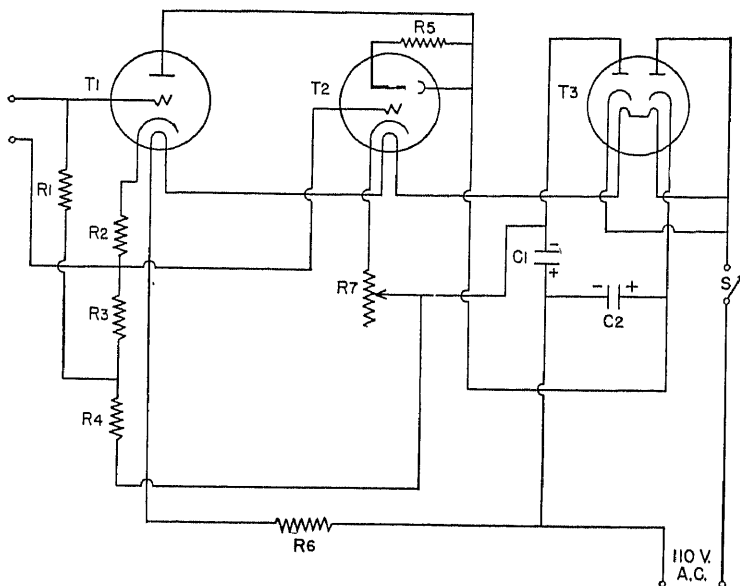 R5
T1
T2
T3
R1
R2
C1
- +
R7
- +
S
R3
C2
R4
R6
110 V.
A.C.